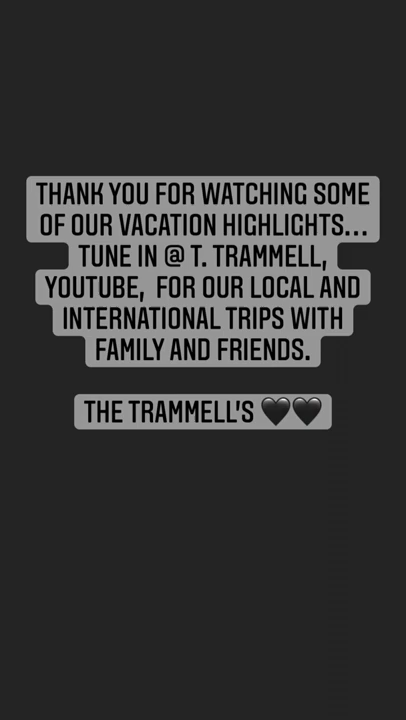 THANK YOU FOR WATCHING SOME
OF OUR VACATION HIGHLIGHTS...
TUNE IN @ T. TRAMMELL,
YOUTUBE, FOR OUR LOCAL AND
INTERNATIONAL TRIPS WITH
FAMILY AND FRIENDS.
THE TRAMMELL'S 🖤🖤